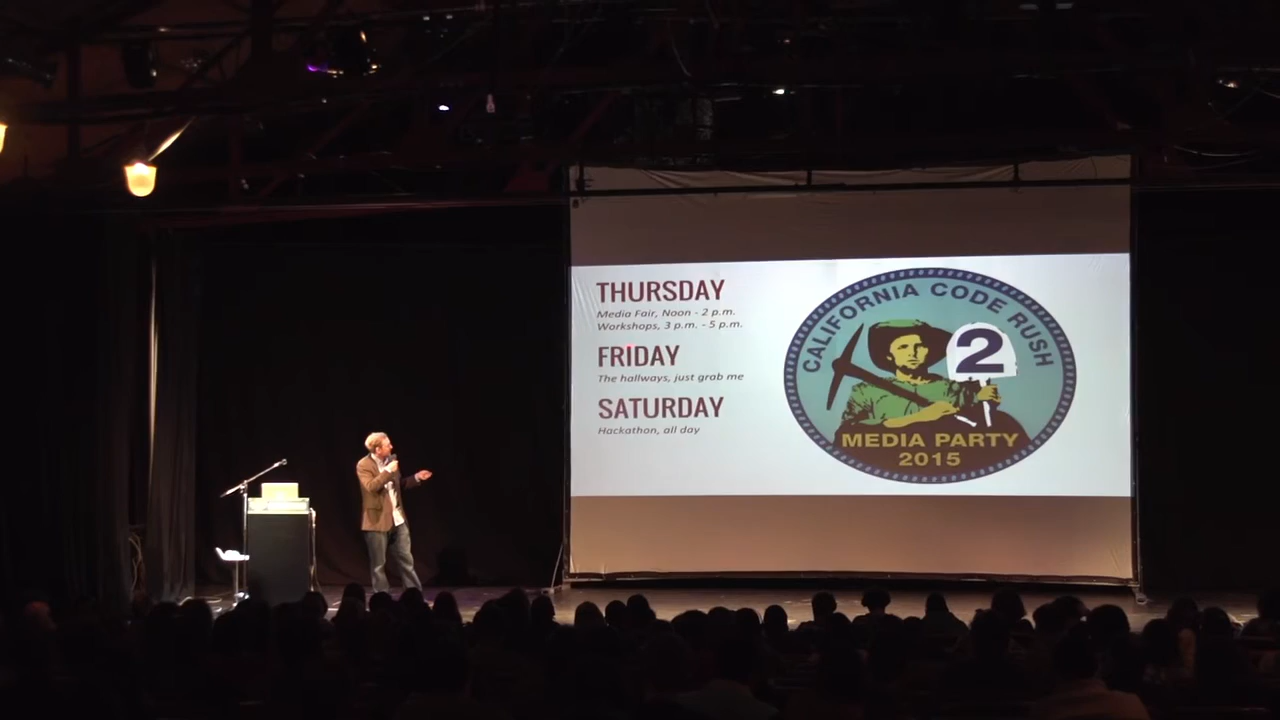 THURSDAY
Media Fair, Noon - 2 p.m.
Workshops, 3 p.m. - 5 p.m.
FRIDAY
The hallways, just grab me
SATURDAY
Hackathon, all day
CALIFORNIA CODE RUSH
2
MEDIA PARTY
2015